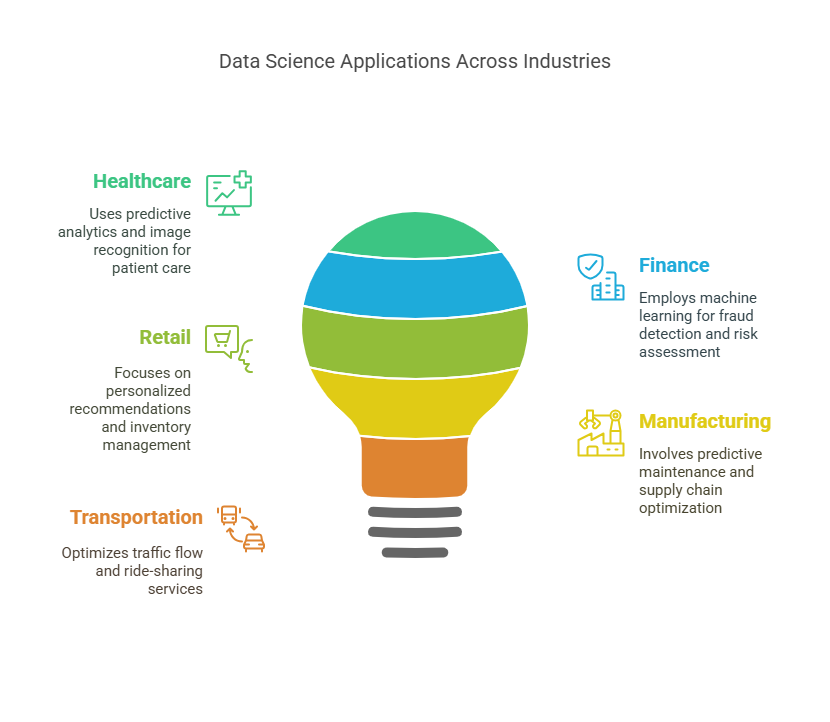 Data Science Applications Across Industries
Healthcare
Uses predictive
analytics and image
recognition for
patient care
Finance
Employs machine
learning for fraud
detection and risk
assessment
Retail
Focuses on
personalized
recommendations
and inventory
management
Manufacturing
Involves predictive
maintenance and
supply chain
optimization
Transportation
Optimizes traffic flow
and ride-sharing
services